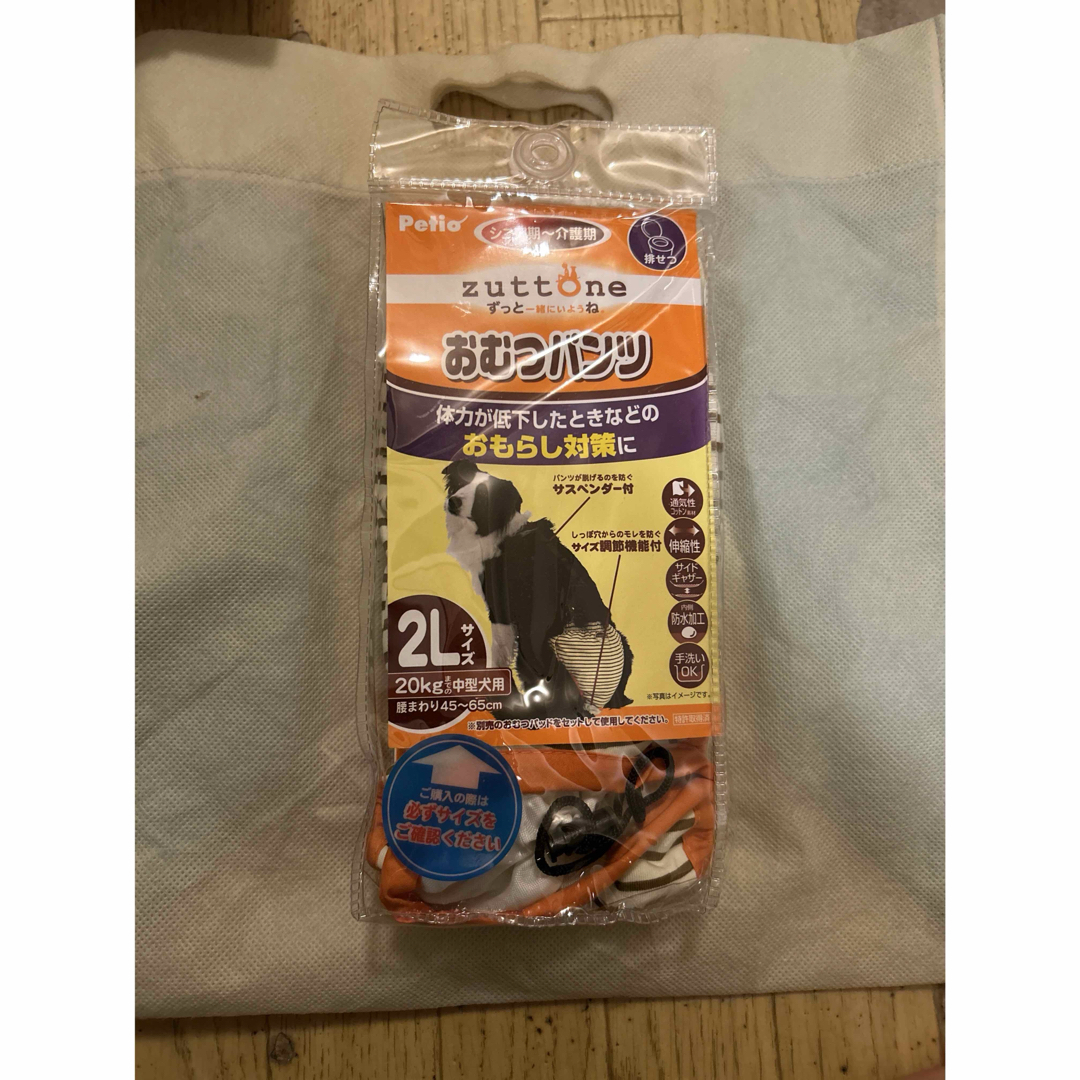 Petio
シニア期～介護期
排せつ
zuttone
ずっと一緒にいようね。
おむつパンツ
体力が低下したときなどの
おもらし対策に
パンツが脱げるのを防ぐ
サスペンダー付
しっぽ穴からのモレを防ぐ
サイズ調節機能付
通気性
コットン素材
伸縮性
サイド
ギャザー
内側
防水加工
手洗い
OK
2Lサイズ
20kgまでの中型犬用
腰まわり45～65cm
※写真はイメージです。
※別売のおむつパッドをセットして使用してください。
特許取得済
ご購入の際は
必ずサイズを
ご確認ください